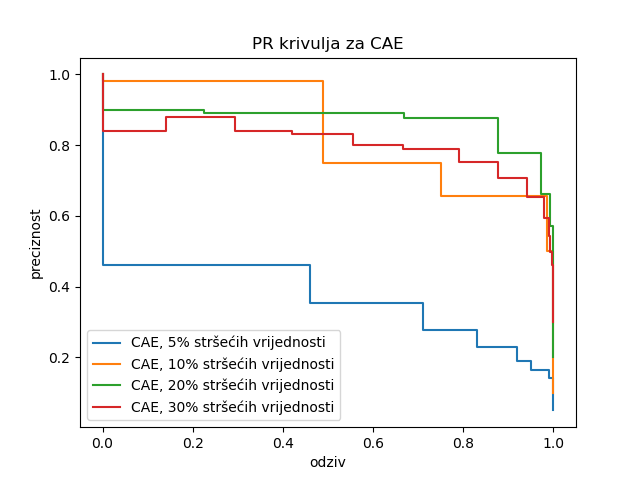 PR krivulja za CAE
1.0
0.8
0.6
0.4
0.2
preciznost
CAE, 5% stršećih vrijednosti
CAE, 10% stršećih vrijednosti
CAE, 20% stršećih vrijednosti
CAE, 30% stršećih vrijednosti
0.0
0.2
0.4
0.6
0.8
1.0
odziv